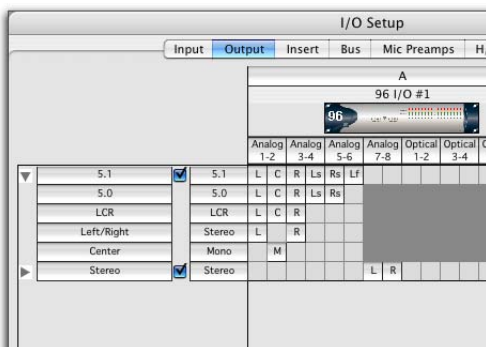 I/O Setup
Input Output Insert Bus Mic Preamps H
A
96 I/O #1
96
Analog Analog Analog Analog Optical Optical
1-2 3-4 5-6 7-8 1-2 3-4
5.1 5.1 L C R Ls Rs Lf
5.0 5.0 L C R Ls Rs
LCR LCR L C R
Left/Right Stereo L R
Center Mono M
Stereo Stereo L R